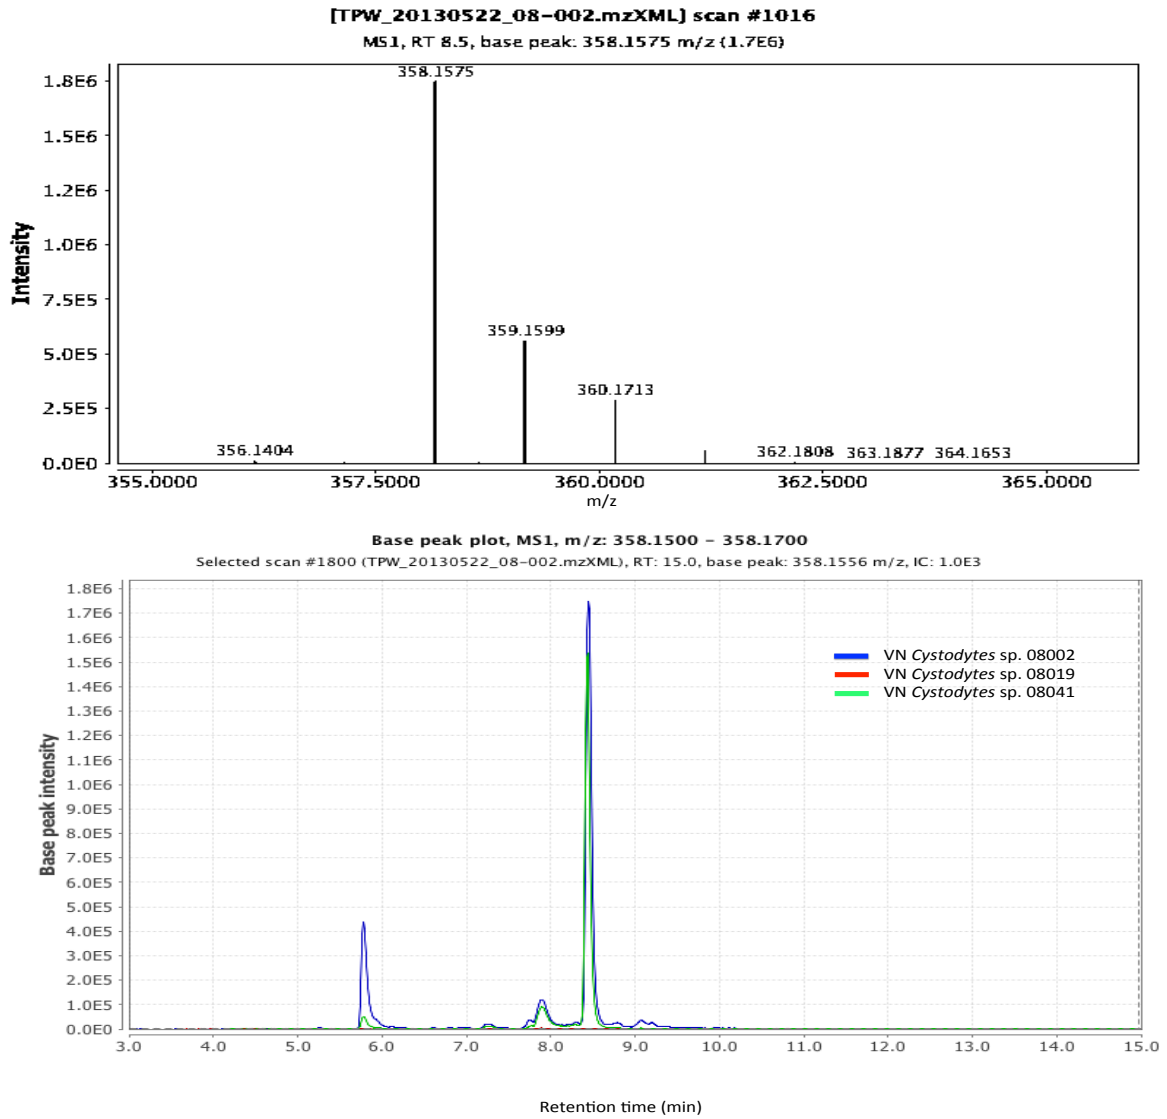 [TPW_20130522_08-002.mzXML] scan #1016
MS1, RT 8.5, base peak: 358.1575 m/z (1.7E6)
358.1575
1.8E6
1.5E6
1.2E6
1.0E6
7.5E5
5.0E5
2.5E5
0.0E0
Intensity
359.1599
360.1713
356.1404
362.1808
363.1877
364.1653
355.0000
357.5000
360.0000
362.5000
365.0000
m/z
Base peak plot, MS1, m/z: 358.1500 – 358.1700
Selected scan #1800 (TPW_20130522_08-002.mzXML), RT: 15.0, base peak: 358.1556 m/z, IC: 1.0E3
1.8E6
1.7E6
1.6E6
1.5E6
1.4E6
1.3E6
1.2E6
1.1E6
1.0E6
9.0E5
8.0E5
7.0E5
6.0E5
5.0E5
4.0E5
3.0E5
2.0E5
1.0E5
0.0E0
Base peak intensity
VN Cystodytes sp. 08002
VN Cystodytes sp. 08019
VN Cystodytes sp. 08041
3.0
4.0
5.0
6.0
7.0
8.0
9.0
10.0
11.0
12.0
13.0
14.0
15.0
Retention time (min)